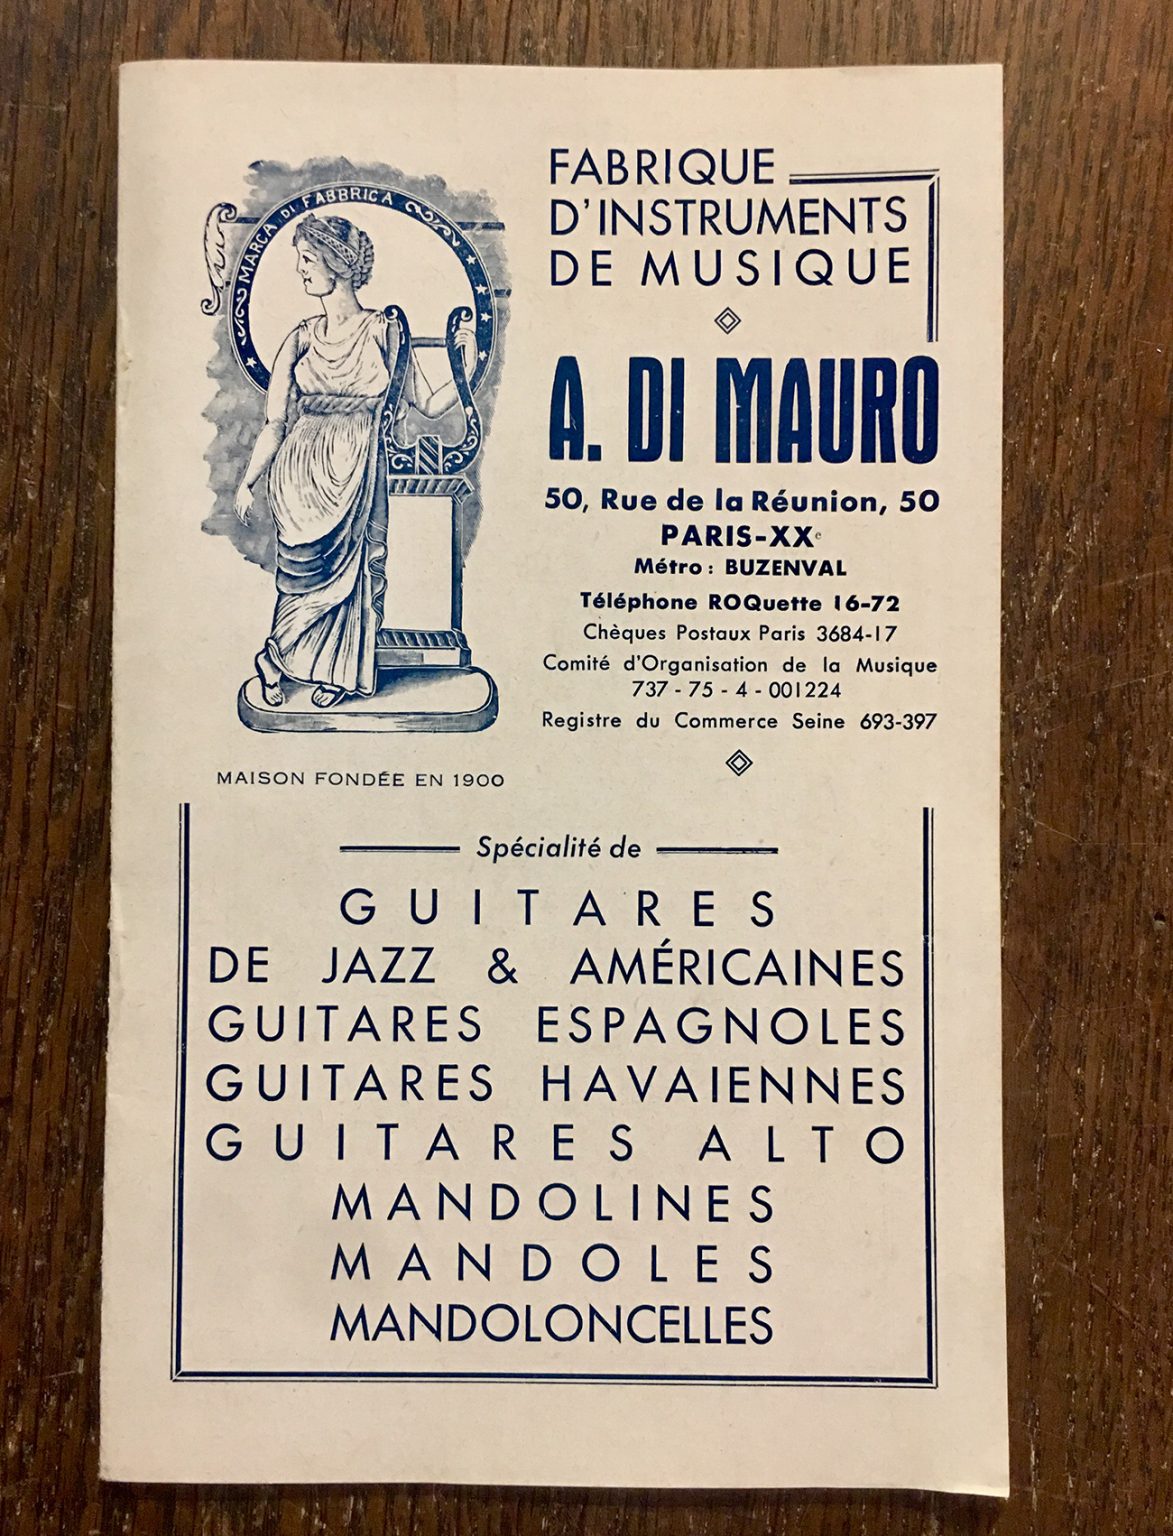 MARCA DI FABBRICA
FABRIQUE
D'INSTRUMENTS
DE MUSIQUE
A. DI MAURO
50, Rue de la Réunion, 50
PARIS-XXe
Métro : BUZENVAL
Téléphone ROQuette 16-72
Chèques Postaux Paris 3684-17
Comité d'Organisation de la Musique
737 - 75 - 4 - 001224
Registre du Commerce Seine 693-397
MAISON FONDÉE EN 1900
Spécialité de
GUITARES
DE JAZZ & AMÉRICAINES
GUITARES ESPAGNOLES
GUITARES HAVAIENNES
GUITARES ALTO
MANDOLINES
MANDOLES
MANDOLONCELLES